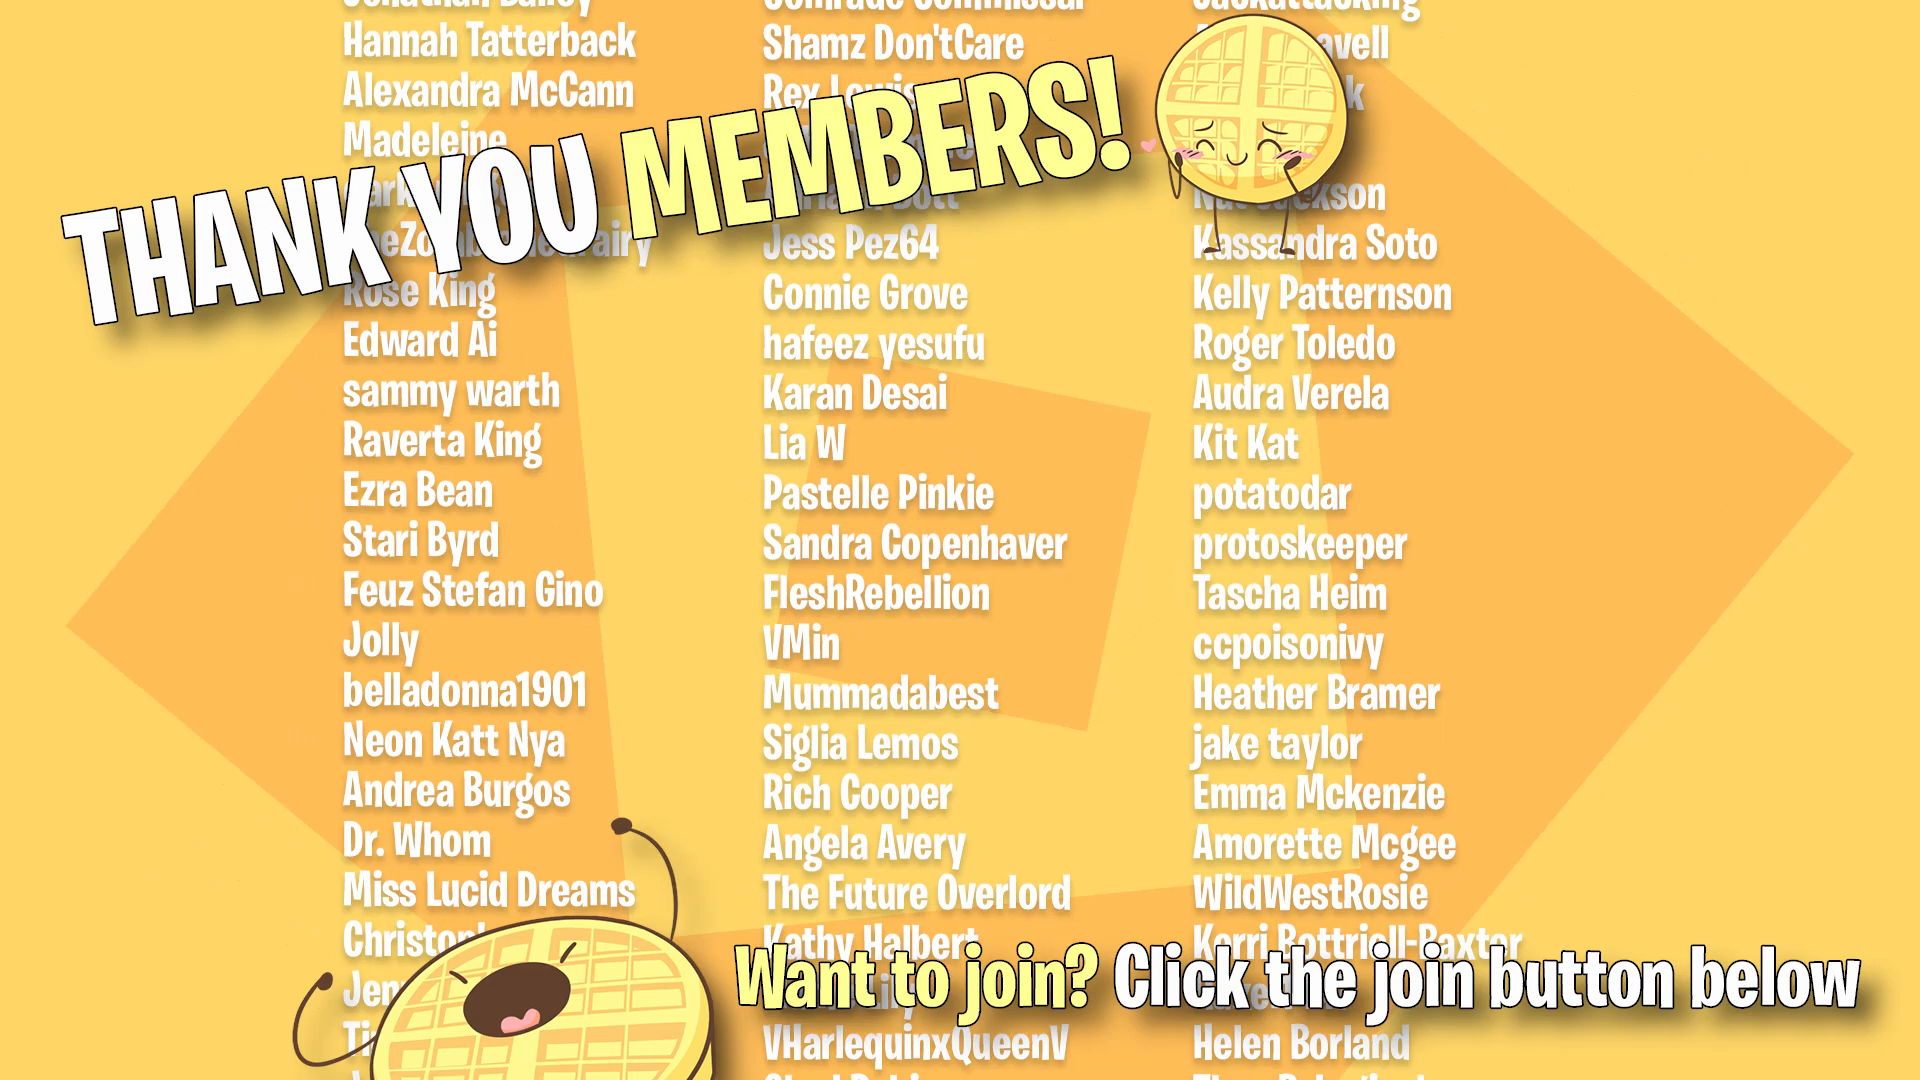 THANK YOU MEMBERS!
Hannah Tatterback
Alexandra McCann
Madeleine
Rose King
Edward Ai
sammy warth
Raverta King
Ezra Bean
Stari Byrd
Feuz Stefan Gino
Jolly
belladonna1901
Neon Katt Nya
Andrea Burgos
Dr. Whom
Miss Lucid Dreams
Shamz Don'tCare
Rex Lewis
Jess Pez64
Connie Grove
hafeez yesufu
Karan Desai
Lia W
Pastelle Pinkie
Sandra Copenhaver
FleshRebellion
VMin
Mummadabest
Siglia Lemos
Rich Cooper
Angela Avery
The Future Overlord
Kathy Halbert
VHarlequinxQueenV
Kassandra Soto
Kelly Patternson
Roger Toledo
Audra Verela
Kit Kat
potatodar
protoskeeper
Tascha Heim
ccpoisonivy
Heather Bramer
jake taylor
Emma Mckenzie
Amorette Mcgee
WildWestRosie
Korri Bottriell-Baxter
Helen Borland
Want to join? Click the join button below